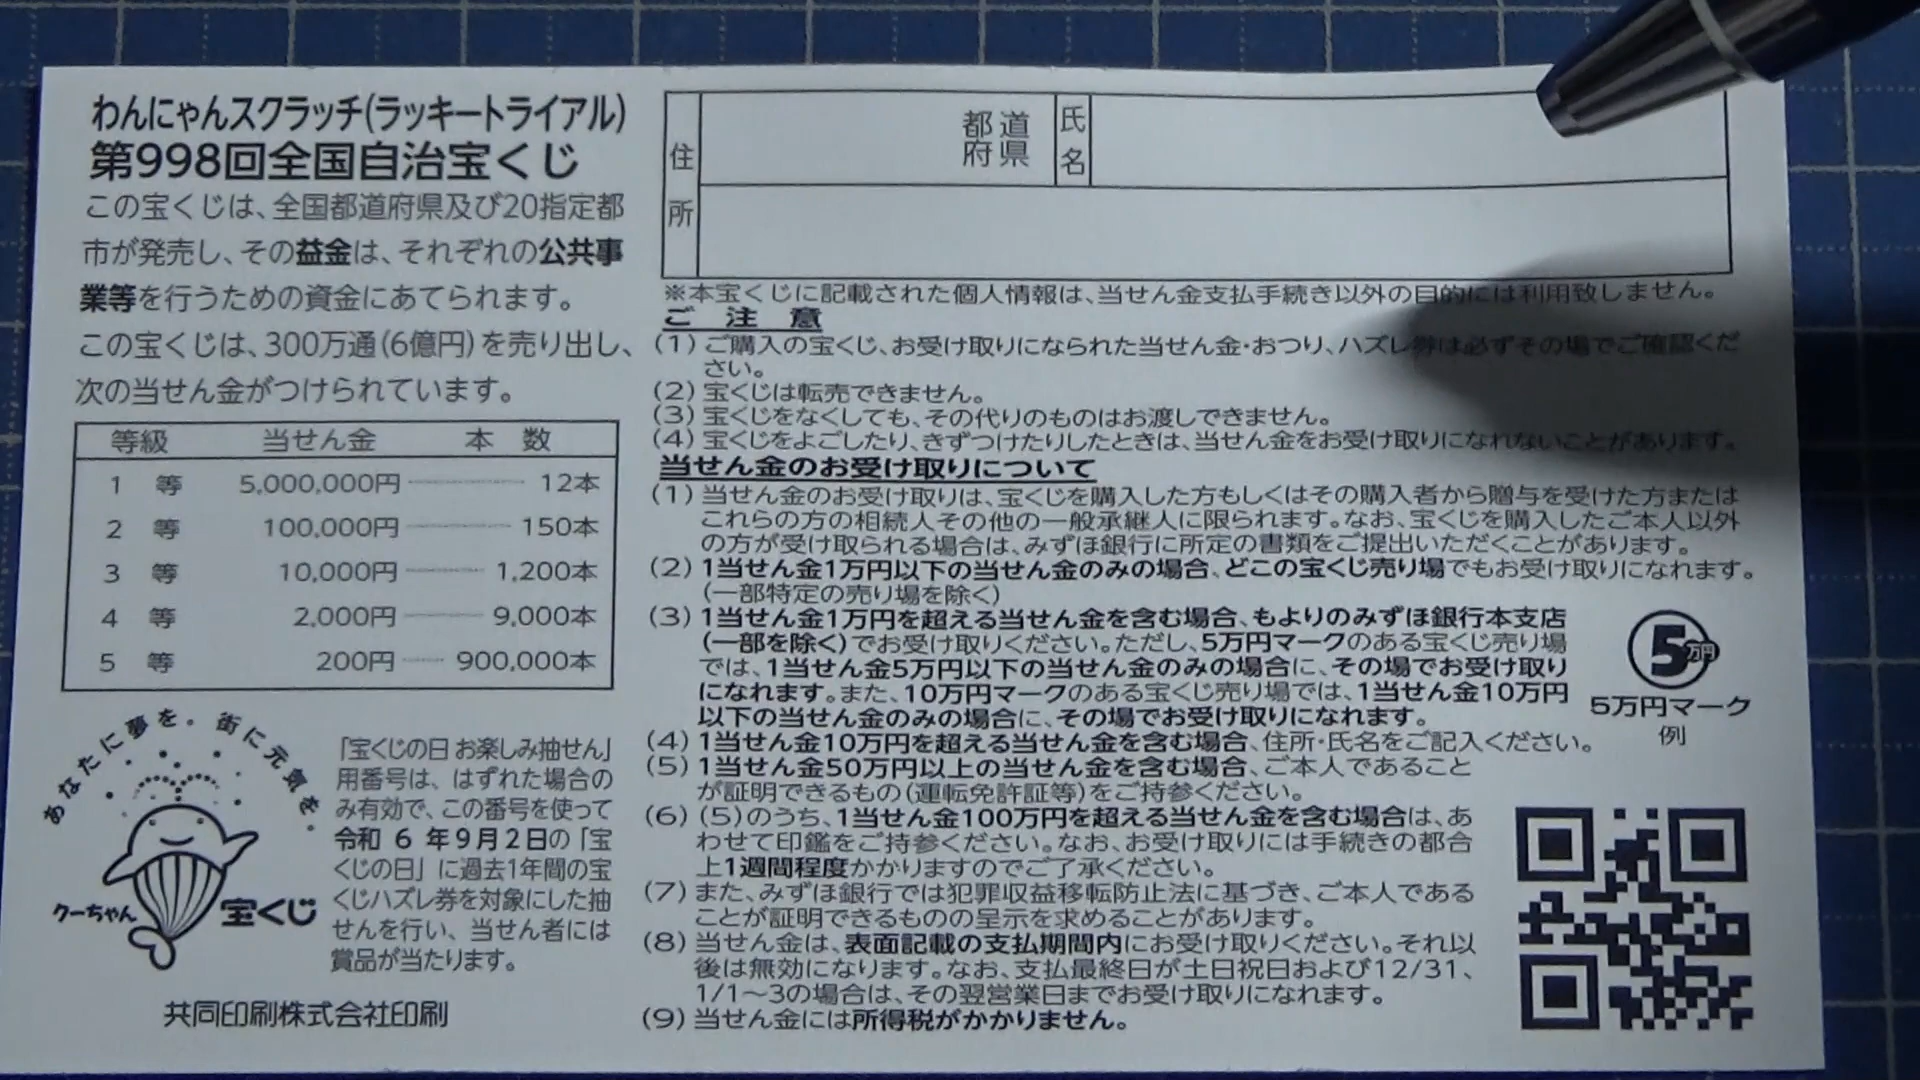 わんにゃんスクラッチ(ラッキートライアル)
第998回全国自治宝くじ
この宝くじは、全国都道府県及び20指定都
市が発売し、その益金は、それぞれの公共事
業等を行うための資金にあてられます。
この宝くじは、300万通(6億円)を売り出し、
次の当せん金がつけられています。
等級 当せん金 本 数
1 等 5,000,000円 12本
2 等 100,000円 150本
3 等 10,000円 1,200本
4 等 2,000円 9,000本
5 等 200円 900,000本
あなたに夢を。街に元気を。
クーちゃん
宝くじ
「宝くじの日 お楽しみ抽せん」
用番号は、はずれた場合の
み有効で、この番号を使って
令和 6 年9月2日の「宝
くじの日」に過去1年間の宝
くじハズレ券を対象にした抽
せんを行い、当せん者には
賞品が当たります。
共同印刷株式会社印刷
住所
都道
府県
氏名
※本宝くじに記載された個人情報は、当せん金支払手続き以外の目的には利用致しません。
ご 注 意
(1) ご購入の宝くじ、お受け取りになられた当せん金・おつり、ハズレ券は必ずその場でご確認くだ
さい。
(2) 宝くじは転売できません。
(3) 宝くじをなくしても、その代りのものはお渡しできません。
(4) 宝くじをよごしたり、きずつけたりしたときは、当せん金をお受け取りになれないことがあります。
当せん金のお受け取りについて
(1) 当せん金のお受け取りは、宝くじを購入した方もしくはその購入者から贈与を受けた方または
これらの方の相続人その他の一般承継人に限られます。なお、宝くじを購入したご本人以外
の方が受け取られる場合は、みずほ銀行に所定の書類をご提出いただくことがあります。
(2) 1当せん金1万円以下の当せん金のみの場合、どこの宝くじ売り場でもお受け取りになれます。
(一部特定の売り場を除く)
(3) 1当せん金1万円を超える当せん金を含む場合、もよりのみずほ銀行本支店
(一部を除く)でお受け取りください。ただし、5万円マークのある宝くじ売り場
では、1当せん金5万円以下の当せん金のみの場合に、その場でお受け取り
になれます。また、10万円マークのある宝くじ売り場では、1当せん金10万円
以下の当せん金のみの場合に、その場でお受け取りになれます。
(4) 1当せん金10万円を超える当せん金を含む場合、住所・氏名をご記入ください。
(5) 1当せん金50万円以上の当せん金を含む場合、ご本人であること
が証明できるもの(運転免許証等)をご持参ください。
(6) (5)のうち、1当せん金100万円を超える当せん金を含む場合は、あ
わせて印鑑をご持参ください。なお、お受け取りには手続きの都合
上1週間程度かかりますのでご了承ください。
(7) また、みずほ銀行では犯罪収益移転防止法に基づき、ご本人である
ことが証明できるものの呈示を求めることがあります。
(8) 当せん金は、表面記載の支払期間内にお受け取りください。それ以
後は無効になります。なお、支払最終日が土日祝日および12/31、
1/1〜3の場合は、その翌営業日までお受け取りになれます。
(9) 当せん金には所得税がかかりません。
5万円
5万円マーク
例